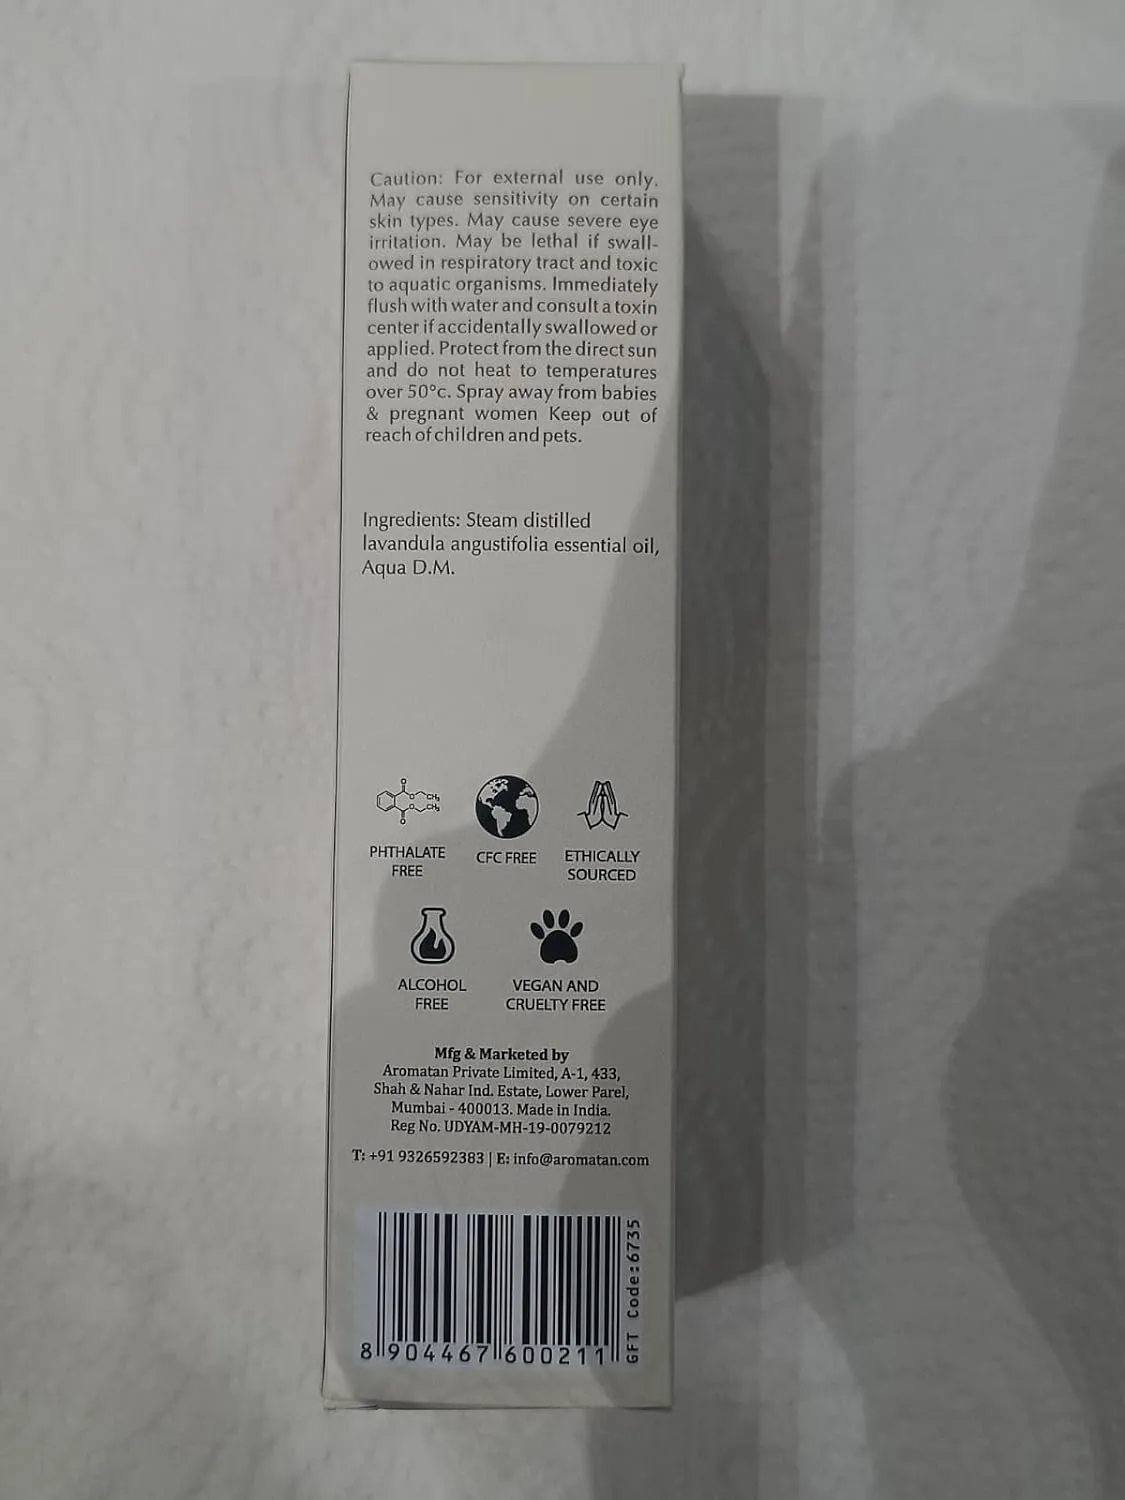 Caution: For external use only.
May cause sensitivity on certain
skin types. May cause severe eye
irritation. May be lethal if swall-
owed in respiratory tract and toxic
to aquatic organisms. Immediately
flush with water and consult a toxin
center if accidentally swallowed or
applied. Protect from the direct sun
and do not heat to temperatures
over 50°c. Spray away from babies
& pregnant women Keep out of
reach of children and pets.
Ingredients: Steam distilled
lavandula angustifolia essential oil,
Aqua D.M.
O
O CH₃
O CH₃
O
PHTHALATE
FREE
CFC FREE
ETHICALLY
SOURCED
ALCOHOL
FREE
VEGAN AND
CRUELTY FREE
Mfg & Marketed by
Aromatan Private Limited, A-1, 433,
Shah & Nahar Ind. Estate, Lower Parel,
Mumbai - 400013. Made in India.
Reg No. UDYAM-MH-19-0079212
T: +91 9326592383 | E: info@aromatan.com
8 904467 600211
GFT Code:6735